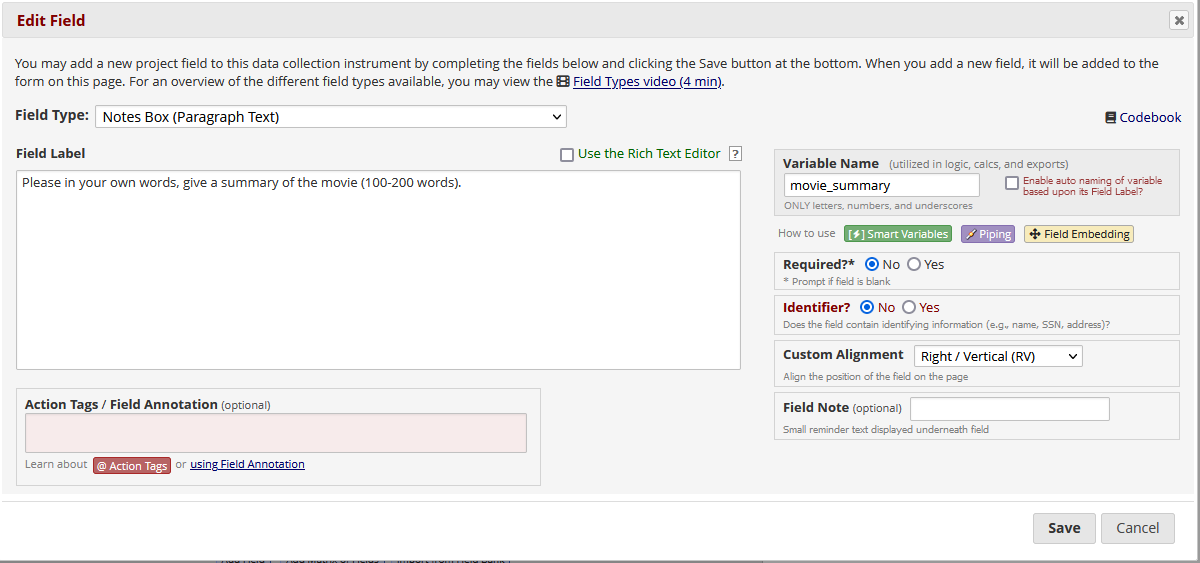 Edit Field
You may add a new project field to this data collection instrument by completing the fields below and clicking the Save button at the bottom. When you add a new field, it will be added to the
form on this page. For an overview of the different field types available, you may view the Field Types video (4 min).
Field Type: Notes Box (Paragraph Text)
Codebook
Field Label
Use the Rich Text Editor ?
Please in your own words, give a summary of the movie (100-200 words).
Variable Name (utilized in logic, calcs, and exports)
movie_summary
Enable auto naming of variable
based upon its Field Label?
ONLY letters, numbers, and underscores
How to use [⚡] Smart Variables Piping Field Embedding
Required?* No Yes
* Prompt if field is blank
Identifier? No Yes
Does the field contain identifying information (e.g., name, SSN, address)?
Custom Alignment Right / Vertical (RV)
Align the position of the field on the page
Field Note (optional)
Small reminder text displayed underneath field
Action Tags / Field Annotation (optional)
Learn about @ Action Tags or using Field Annotation
Save Cancel